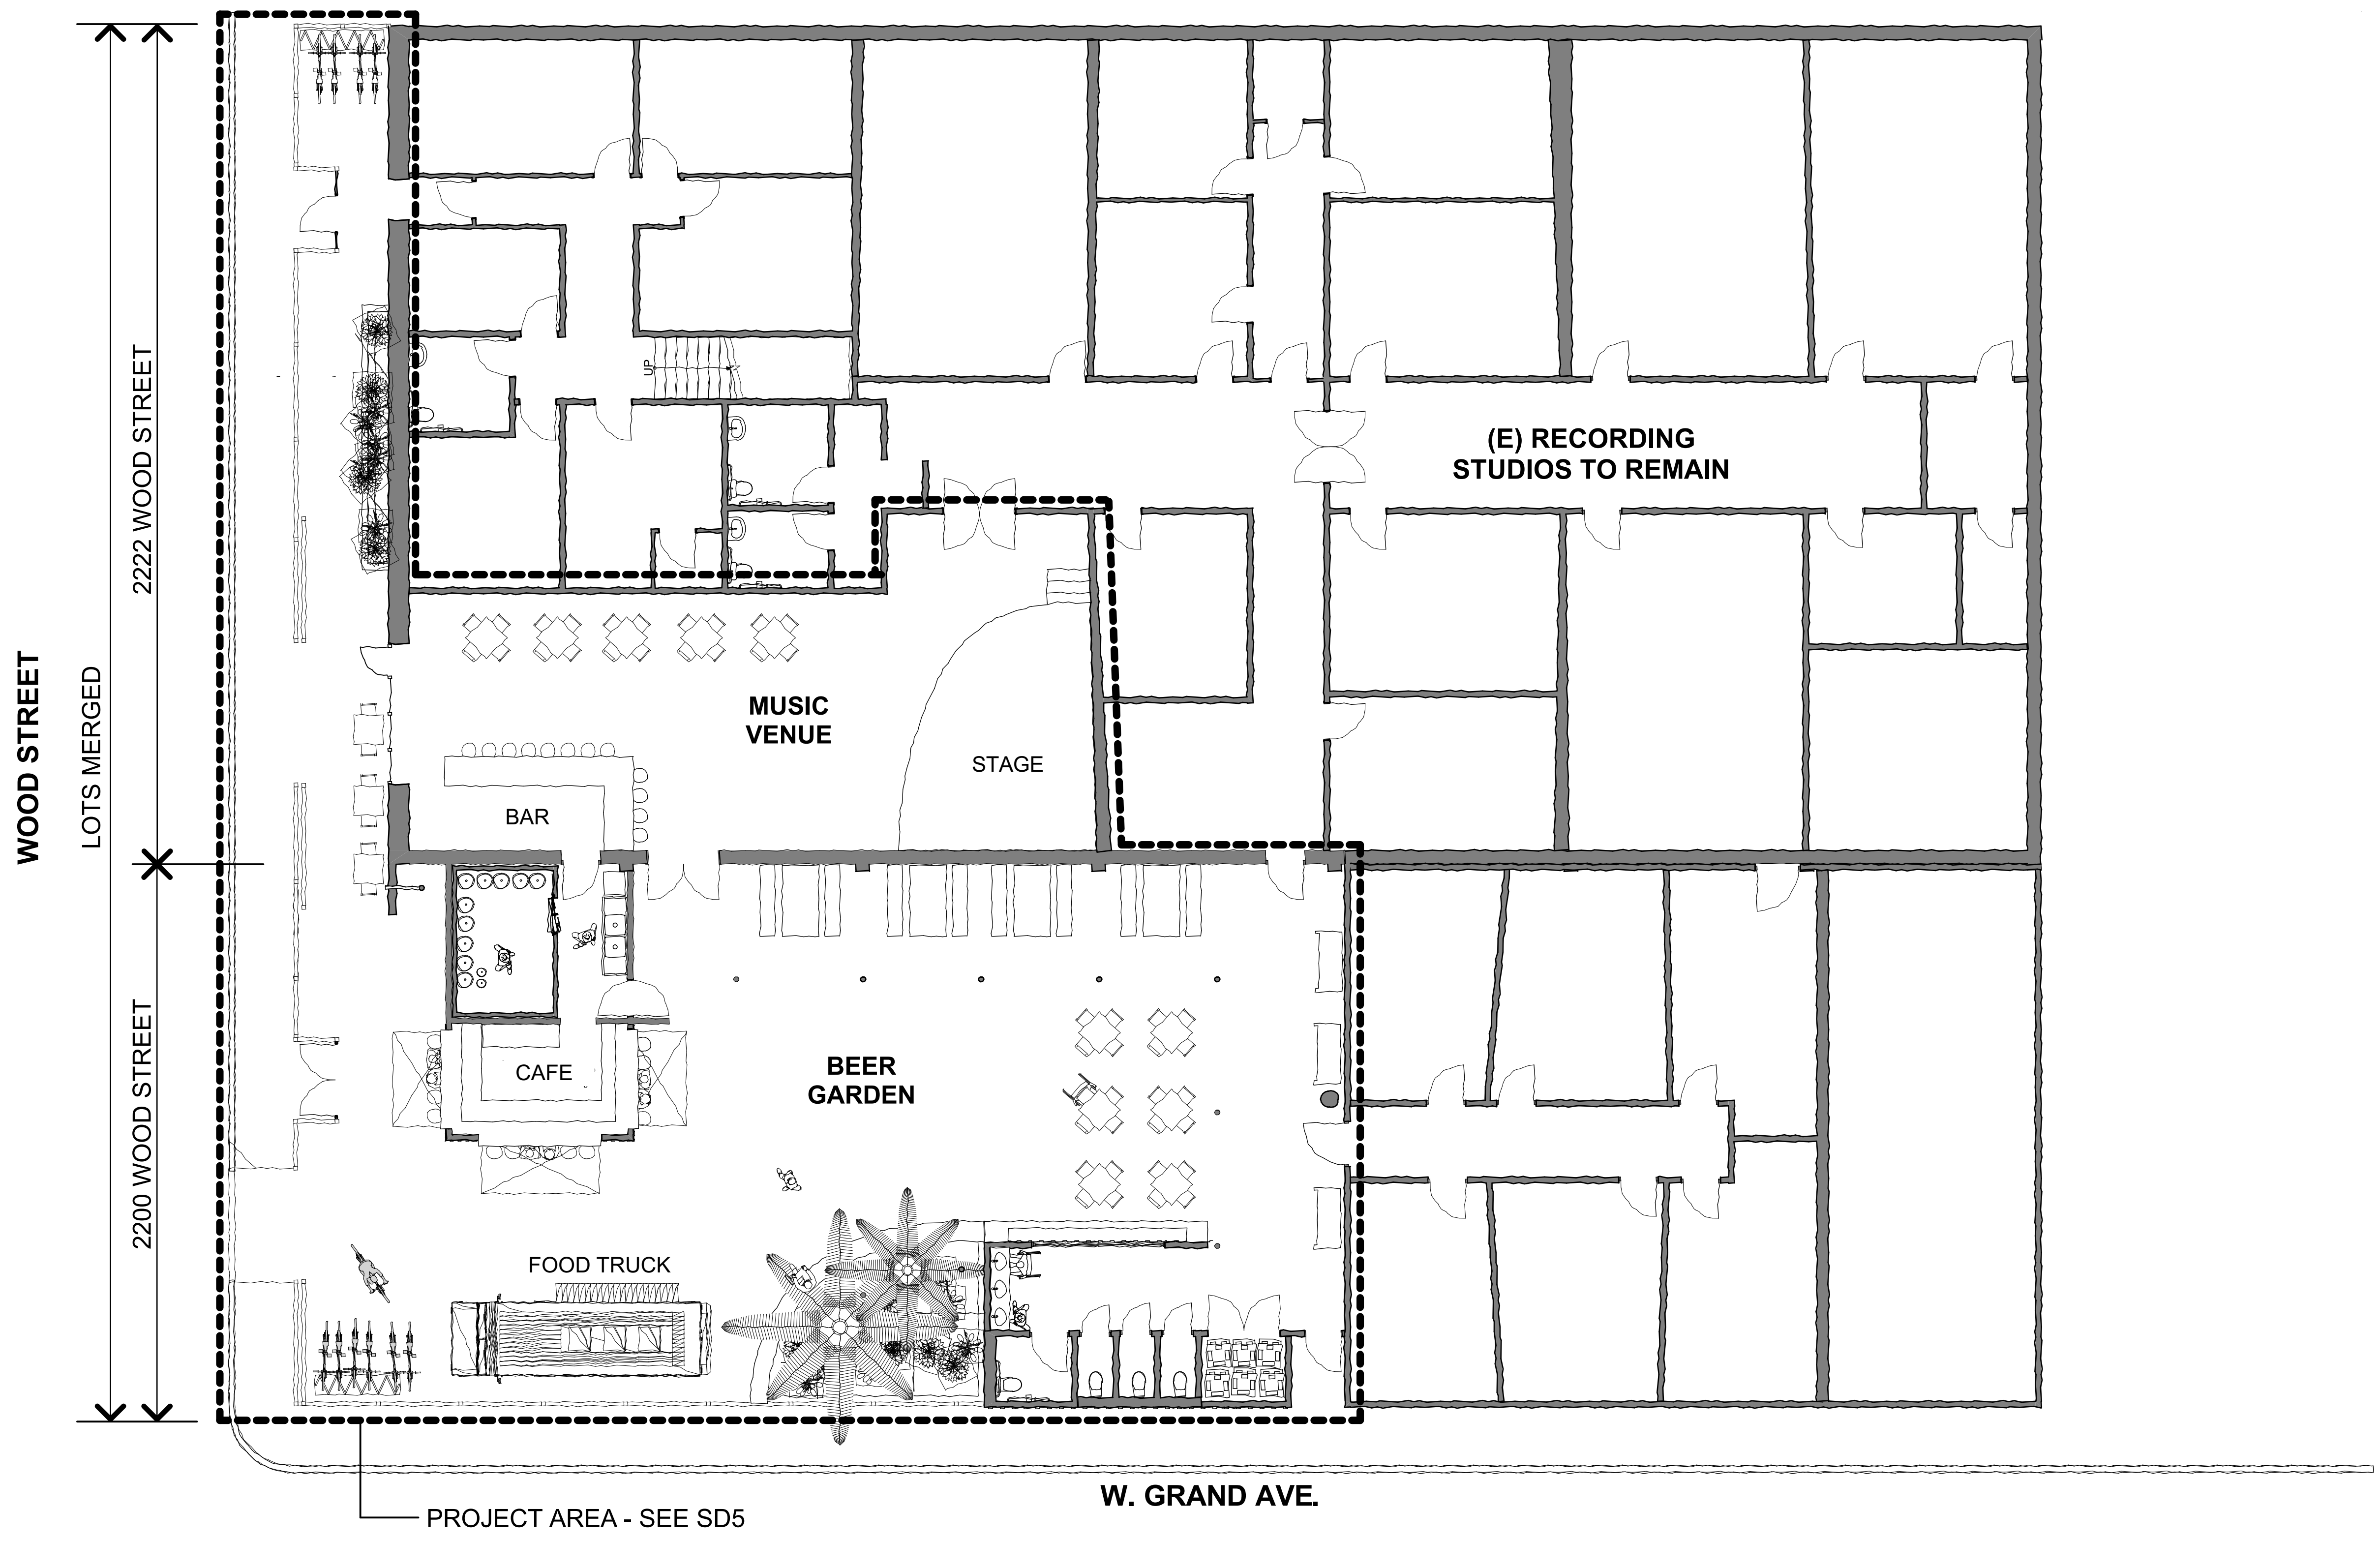 WOOD STREET
LOTS MERGED
2222 WOOD STREET
2200 WOOD STREET
UP
(E) RECORDING
STUDIOS TO REMAIN
MUSIC
VENUE
STAGE
BAR
CAFE
BEER
GARDEN
FOOD TRUCK
W. GRAND AVE.
PROJECT AREA - SEE SD5